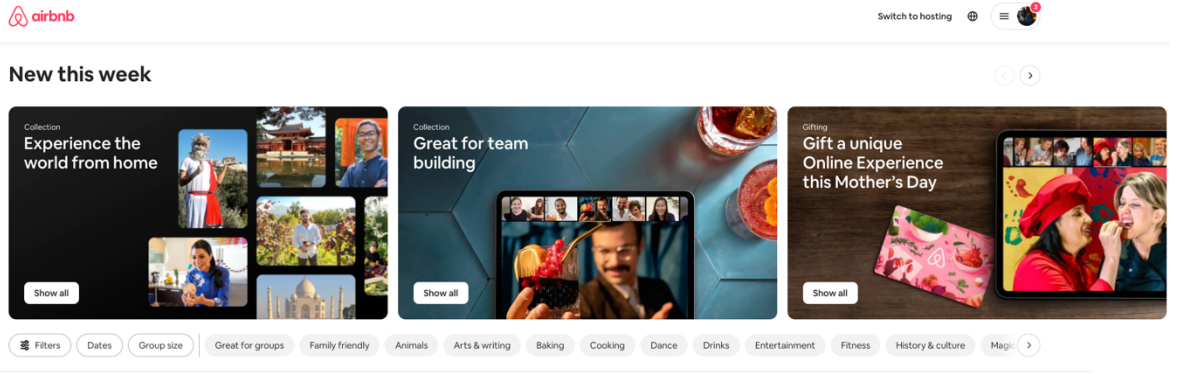 airbnb
Switch to hosting
2
New this week
Collection
Experience the
world from home
Show all
Collection
Great for team
building
Show all
Gifting
Gift a unique
Online Experience
this Mother's Day
Show all
Filters
Dates
Group size
Great for groups
Family friendly
Animals
Arts & writing
Baking
Cooking
Dance
Drinks
Entertainment
Fitness
History & culture
Magic